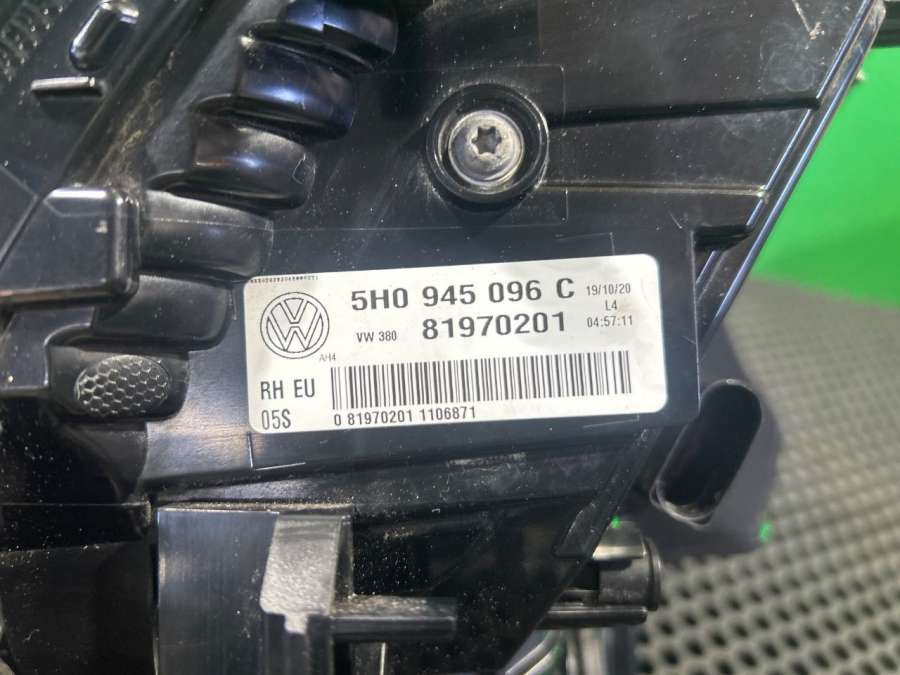 5H0 945 096 C
19/10/20
L4
VW 380
81970201
04:57:11
AH4
RH EU
05S
0 81970201 1106871